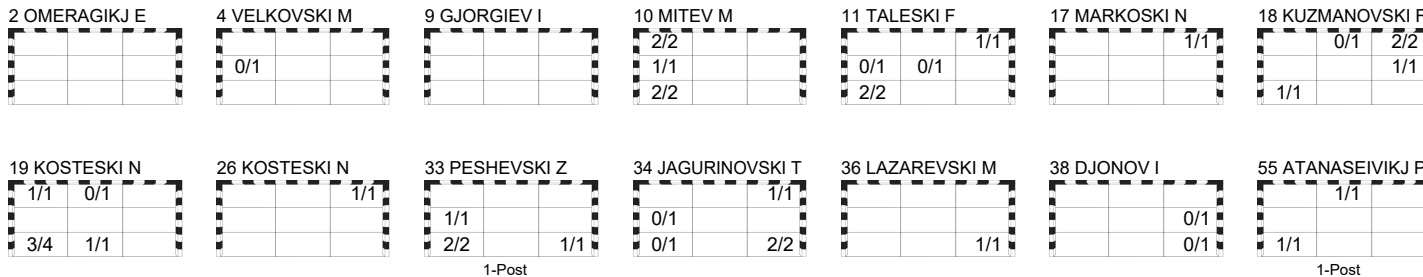 2 OMERAGIKJ E 4 VELKOVSKI M 9 GJORGIEV I 10 MITEV M 11 TALESKI F 17 MARKOSKI N 18 KUZMANOVSKI F
2/2 1/1 1/1 0/1 2/2
0/1 1/1 0/1 0/1 1/1
2/2 2/2 1/1
19 KOSTESKI N 26 KOSTESKI N 33 PESHEVSKI Z 34 JAGURINOVSKI T 36 LAZAREVSKI M 38 DJONOV I 55 ATANASEIVIKJ P
1/1 0/1 1/1 1/1 1/1
1/1 0/1 0/1
3/4 1/1 2/2 1/1 0/1 2/2 1/1 0/1 1/1
1-Post 1-Post